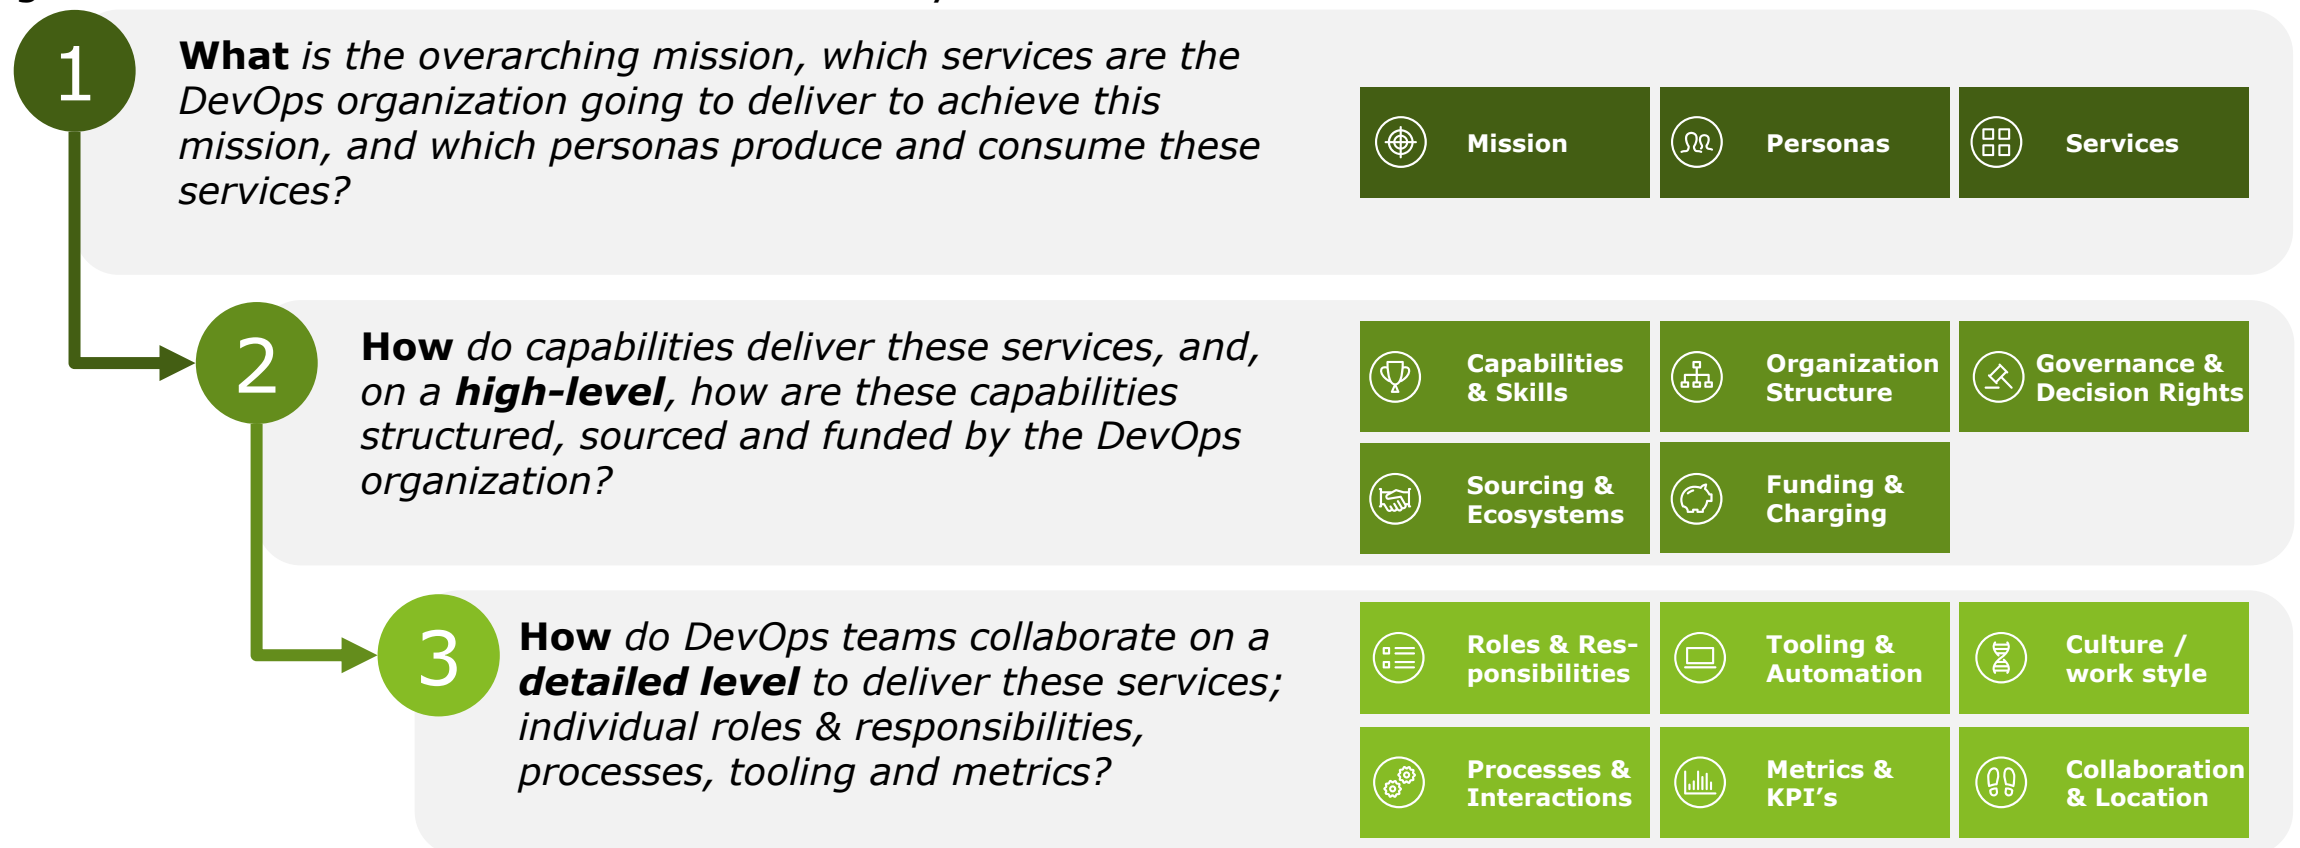 1
What is the overarching mission, which services are the
DevOps organization going to deliver to achieve this
mission, and which personas produce and consume these
services?
Mission
Personas
Services
2
How do capabilities deliver these services, and,
on a high-level, how are these capabilities
structured, sourced and funded by the DevOps
organization?
Capabilities
& Skills
Organization
Structure
Governance &
Decision Rights
Sourcing &
Ecosystems
Funding &
Charging
3
How do DevOps teams collaborate on a
detailed level to deliver these services;
individual roles & responsibilities,
processes, tooling and metrics?
Roles & Res-
ponsibilities
Tooling &
Automation
Culture /
work style
Processes &
Interactions
Metrics &
KPI's
Collaboration
& Location